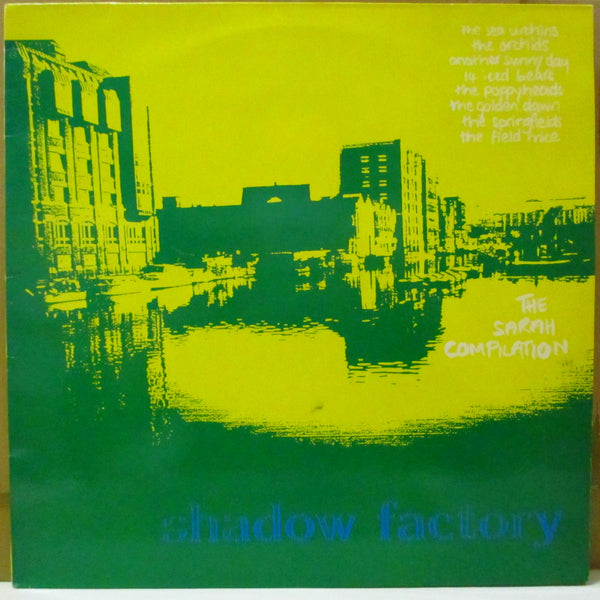 the sea urchins
the orchids
another sunny day
14 iced bears
the poppyheads
the golden dawn
the springfields
the field mice
THE
SARAH
COMPILATION
shadow factory